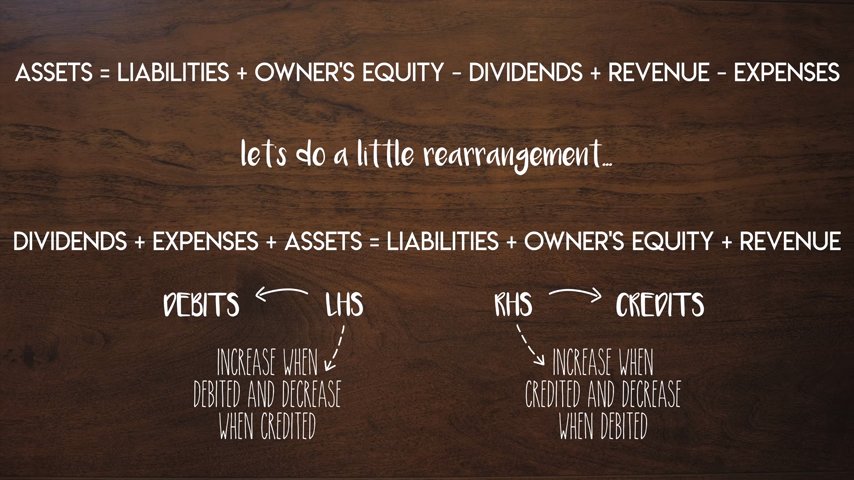 ASSETS = LIABILITIES + OWNER'S EQUITY - DIVIDENDS + REVENUE - EXPENSES
let's do a little rearrangement...
DIVIDENDS + EXPENSES + ASSETS = LIABILITIES + OWNER'S EQUITY + REVENUE
DEBITS LHS RHS CREDITS
INCREASE WHEN
DEBITED AND DECREASE
WHEN CREDITED
INCREASE WHEN
CREDITED AND DECREASE
WHEN DEBITED